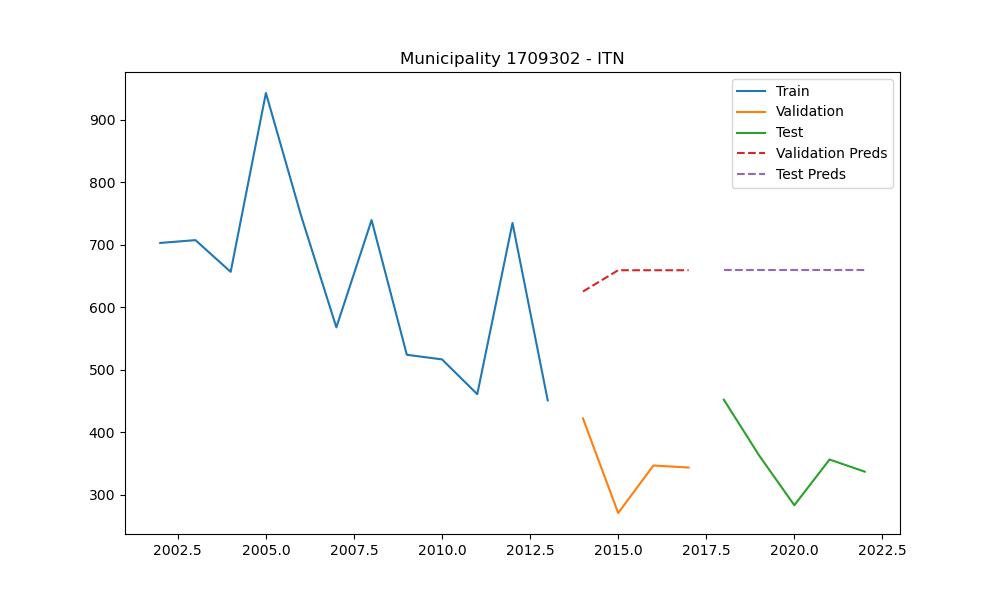 Municipality 1709302 - ITN
Train
Validation
Test
Validation Preds
Test Preds
900
800
700
600
500
400
300
2002.5 2005.0 2007.5 2010.0 2012.5 2015.0 2017.5 2020.0 2022.5